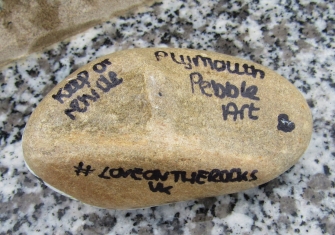 Keep or
rehide
Plymouth
Pebble
Art
# LOVEONTHEROCKS
UK